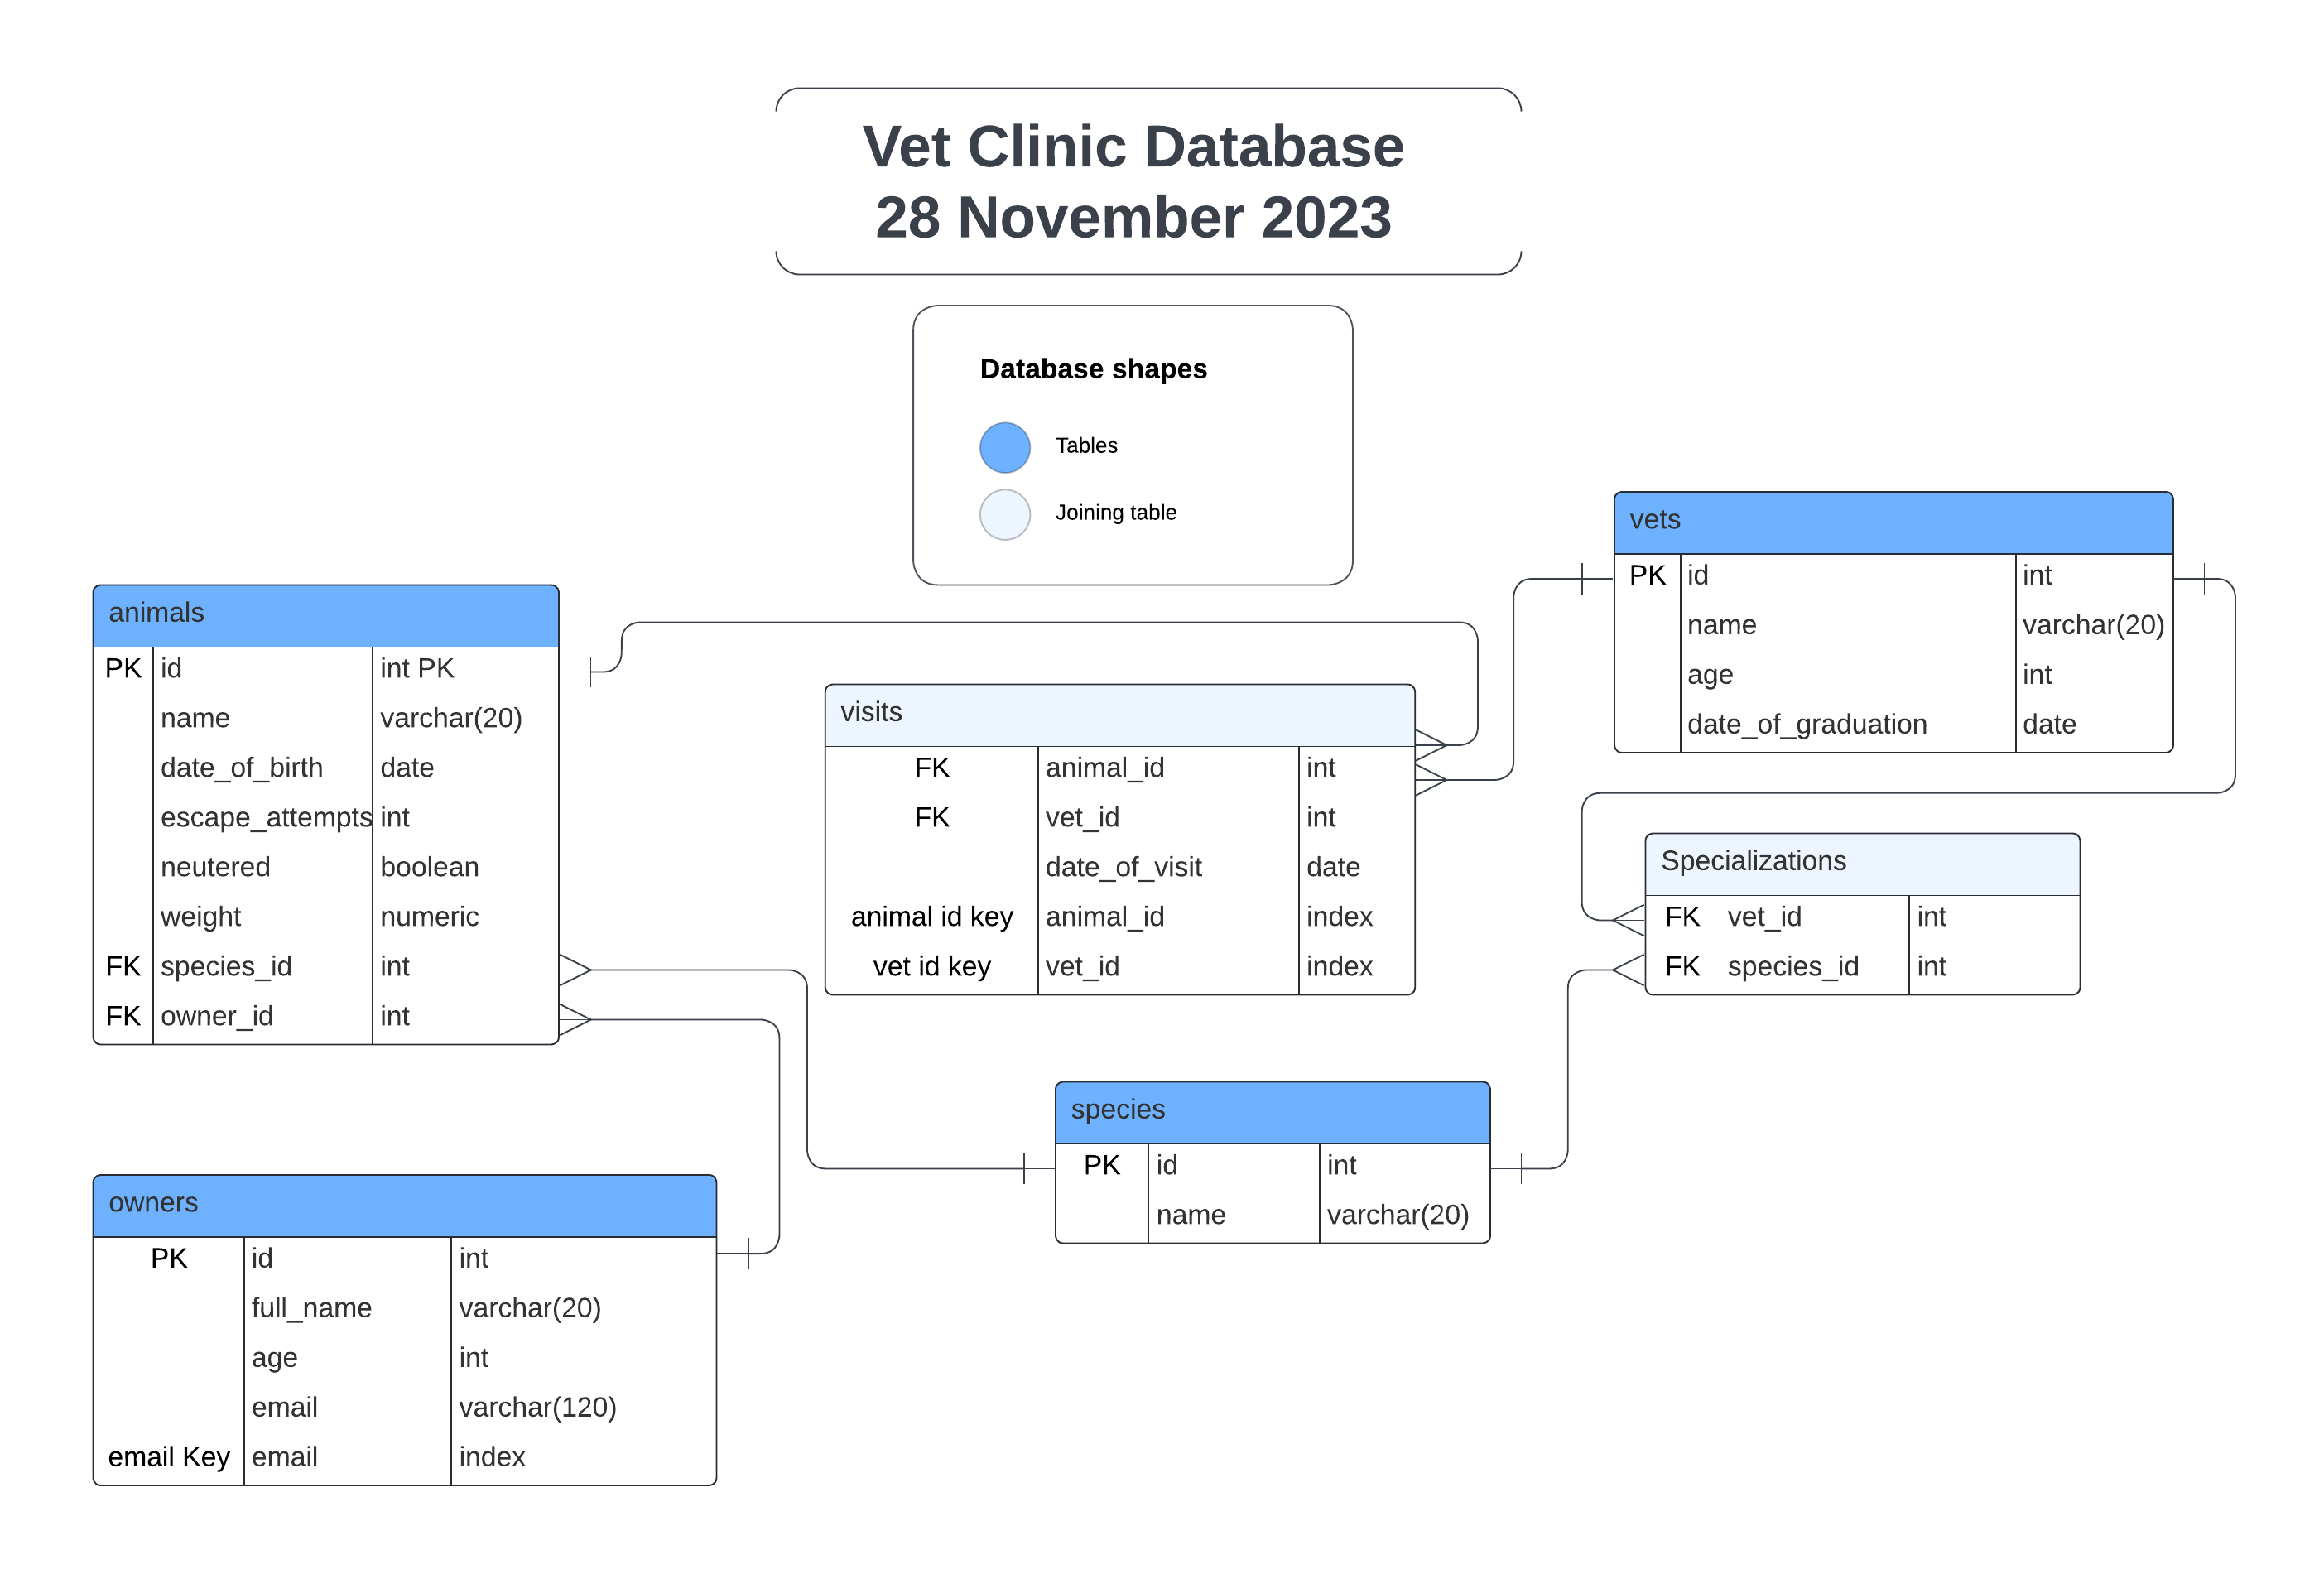 Vet Clinic Database
28 November 2023
Database shapes
Tables
Joining table
animals
PK id int PK
name varchar(20)
date_of_birth date
escape_attempts int
neutered boolean
weight numeric
FK species_id int
FK owner_id int
visits
FK animal_id int
FK vet_id int
date_of_visit date
animal id key animal_id index
vet id key vet_id index
vets
PK id int
name varchar(20)
age int
date_of_graduation date
Specializations
FK vet_id int
FK species_id int
species
PK id int
name varchar(20)
owners
PK id int
full_name varchar(20)
age int
email varchar(120)
email Key email index